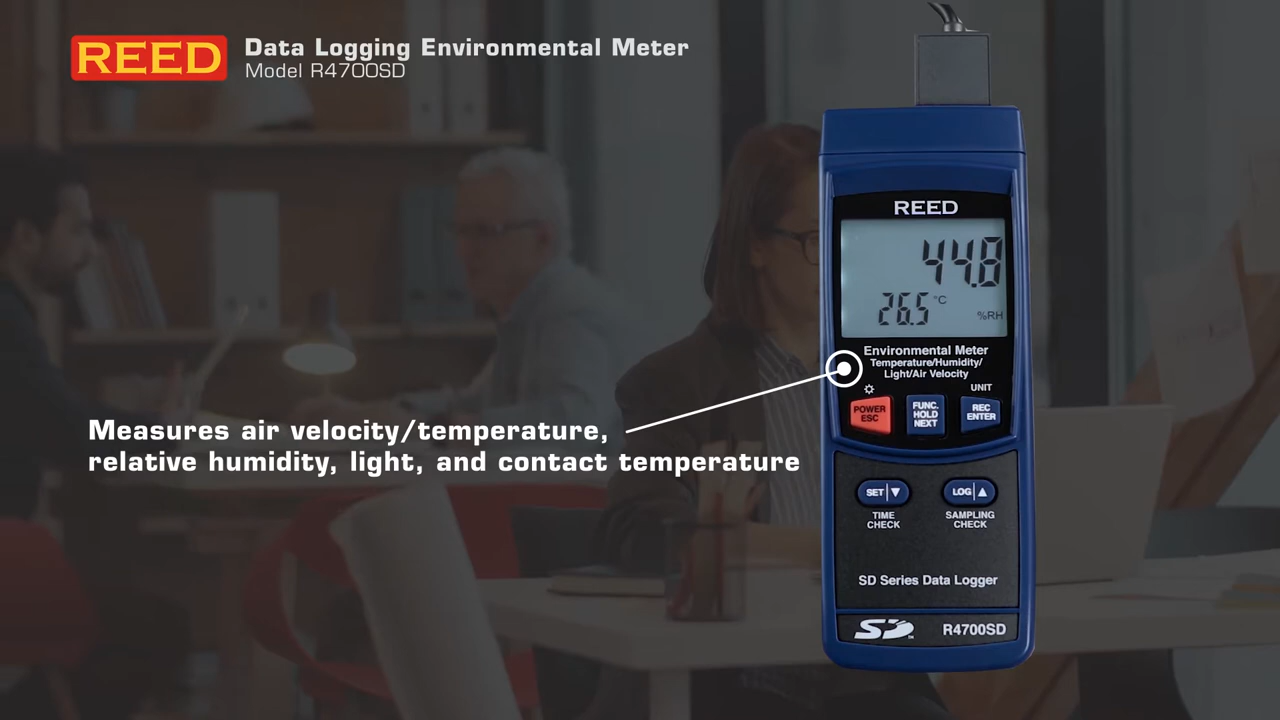 REED
Data Logging Environmental Meter
Model R4700SD
REED
44.8
26.5 °C
%RH
Environmental Meter
Temperature/Humidity/
Light/Air Velocity
UNIT
POWER
ESC
FUNC.
HOLD
NEXT
REC
ENTER
Measures air velocity/temperature,
relative humidity, light, and contact temperature
SET ▼
LOG ▲
TIME
CHECK
SAMPLING
CHECK
SD Series Data Logger
SD
R4700SD